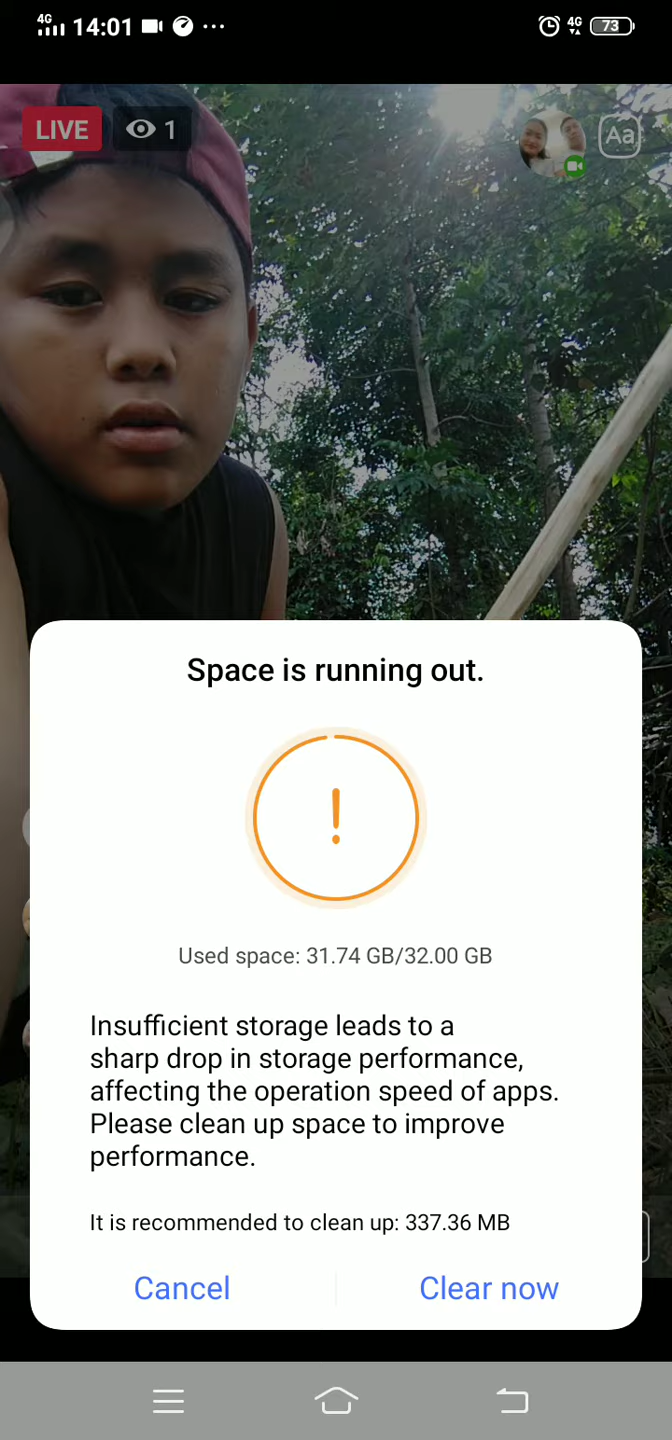 4G 14:01 4G 73
LIVE 1 Aa
Space is running out.
!
Used space: 31.74 GB/32.00 GB
Insufficient storage leads to a
sharp drop in storage performance,
affecting the operation speed of apps.
Please clean up space to improve
performance.
It is recommended to clean up: 337.36 MB
Cancel Clear now